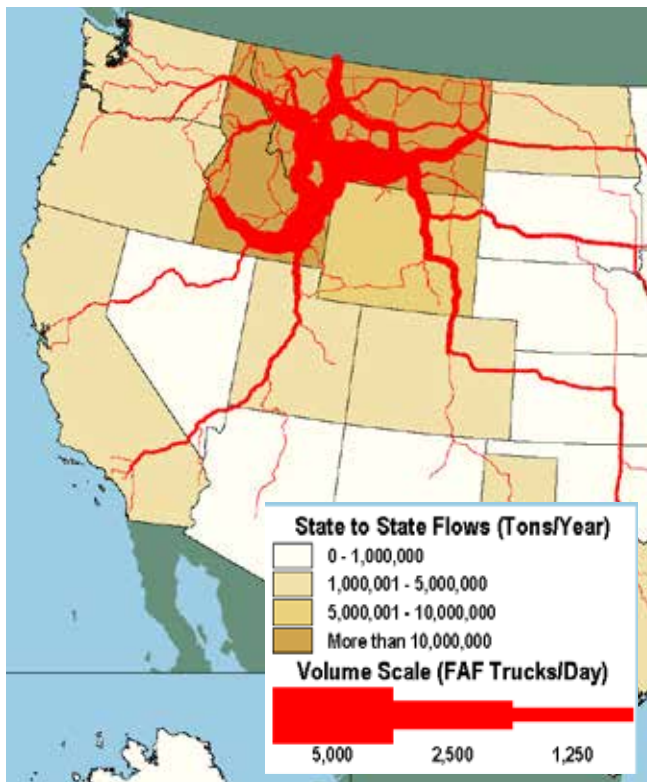 State to State Flows (Tons/Year)
0 - 1,000,000
1,000,001 - 5,000,000
5,000,001 - 10,000,000
More than 10,000,000
Volume Scale (FAF Trucks/Day)
5,000 2,500 1,250